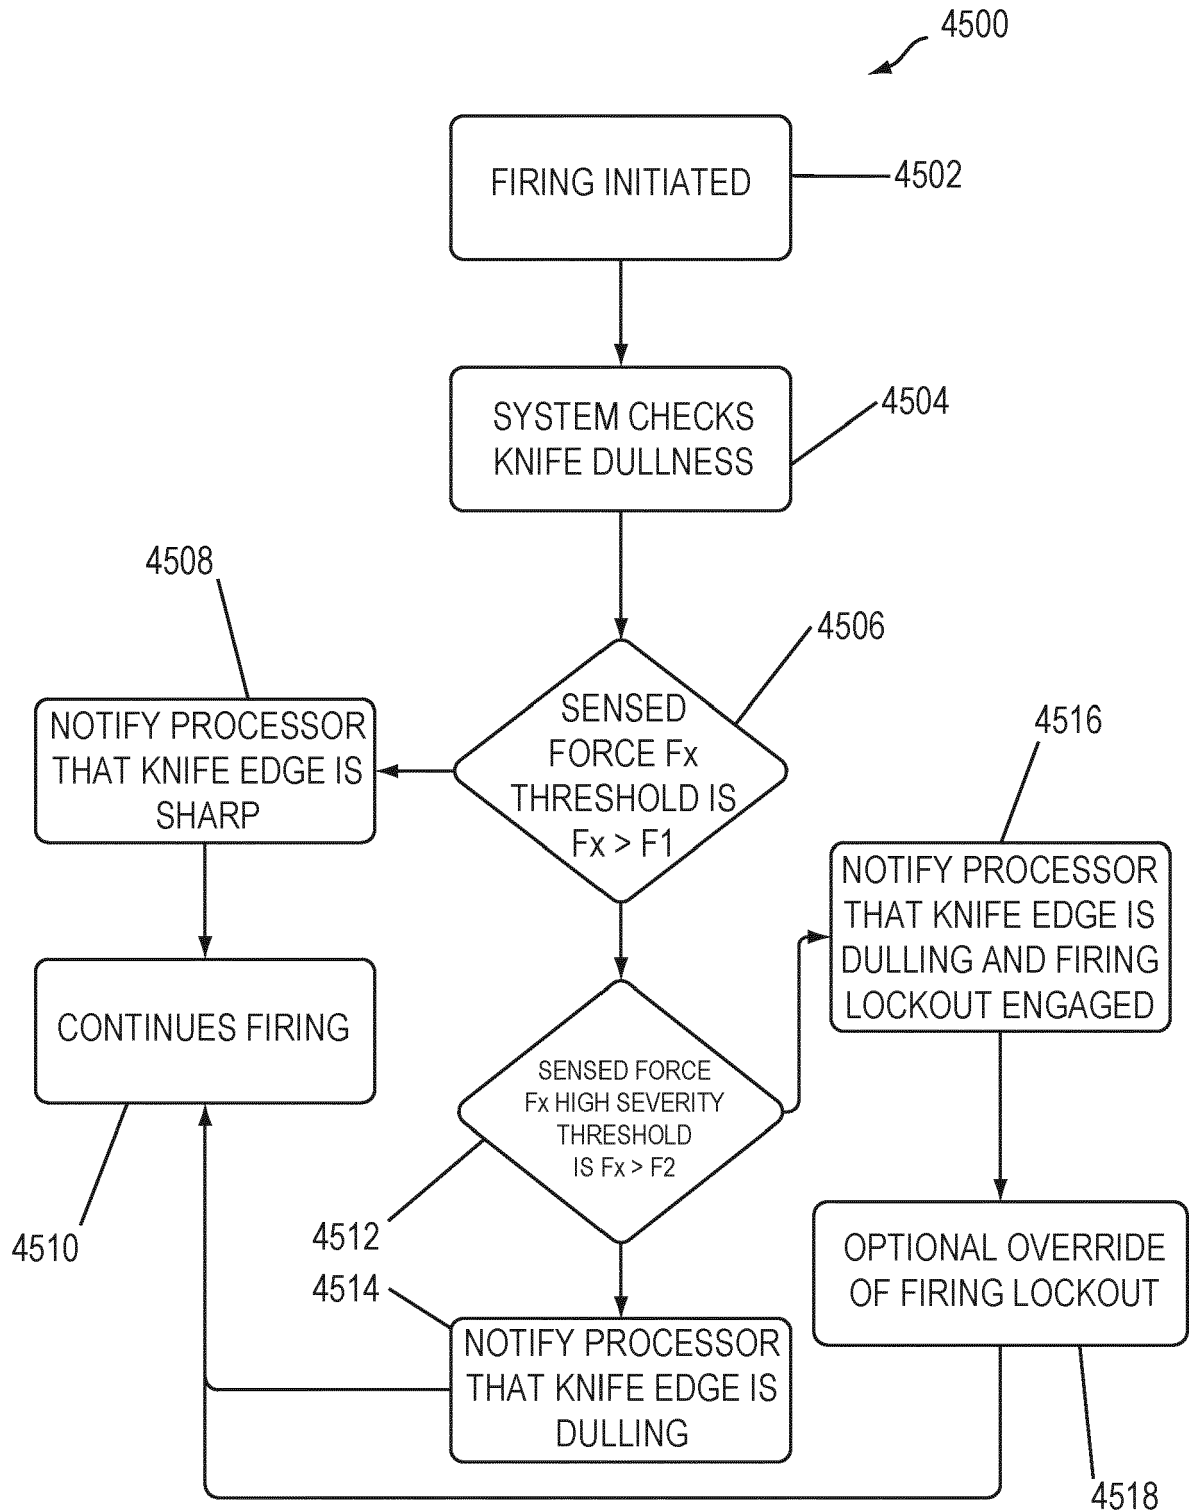 4500
FIRING INITIATED
4502
SYSTEM CHECKS
KNIFE DULLNESS
4504
4508
4506
SENSED
FORCE Fx
THRESHOLD IS
Fx > F1
NOTIFY PROCESSOR
THAT KNIFE EDGE IS
SHARP
4516
NOTIFY PROCESSOR
THAT KNIFE EDGE IS
DULLING AND FIRING
LOCKOUT ENGAGED
CONTINUES FIRING
4510
SENSED FORCE
Fx HIGH SEVERITY
THRESHOLD
IS Fx > F2
4512
4514
NOTIFY PROCESSOR
THAT KNIFE EDGE IS
DULLING
OPTIONAL OVERRIDE
OF FIRING LOCKOUT
4518